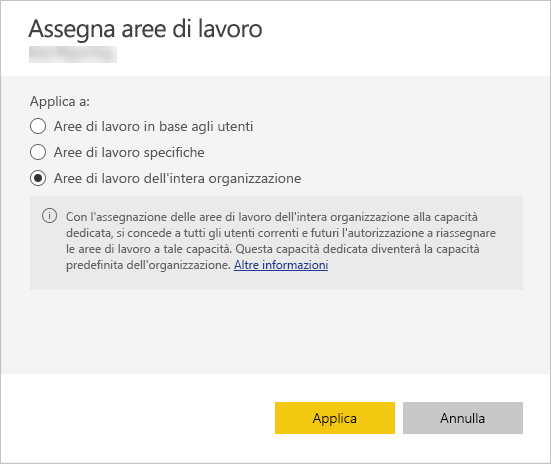 Assegna aree di lavoro
Applica a:
Aree di lavoro in base agli utenti
Aree di lavoro specifiche
Aree di lavoro dell'intera organizzazione
Con l'assegnazione delle aree di lavoro dell'intera organizzazione alla capacità
dedicata, si concede a tutti gli utenti correnti e futuri l'autorizzazione a riassegnare
le aree di lavoro a tale capacità. Questa capacità dedicata diventerà la capacità
predefinita dell'organizzazione. Altre informazioni
Applica
Annulla